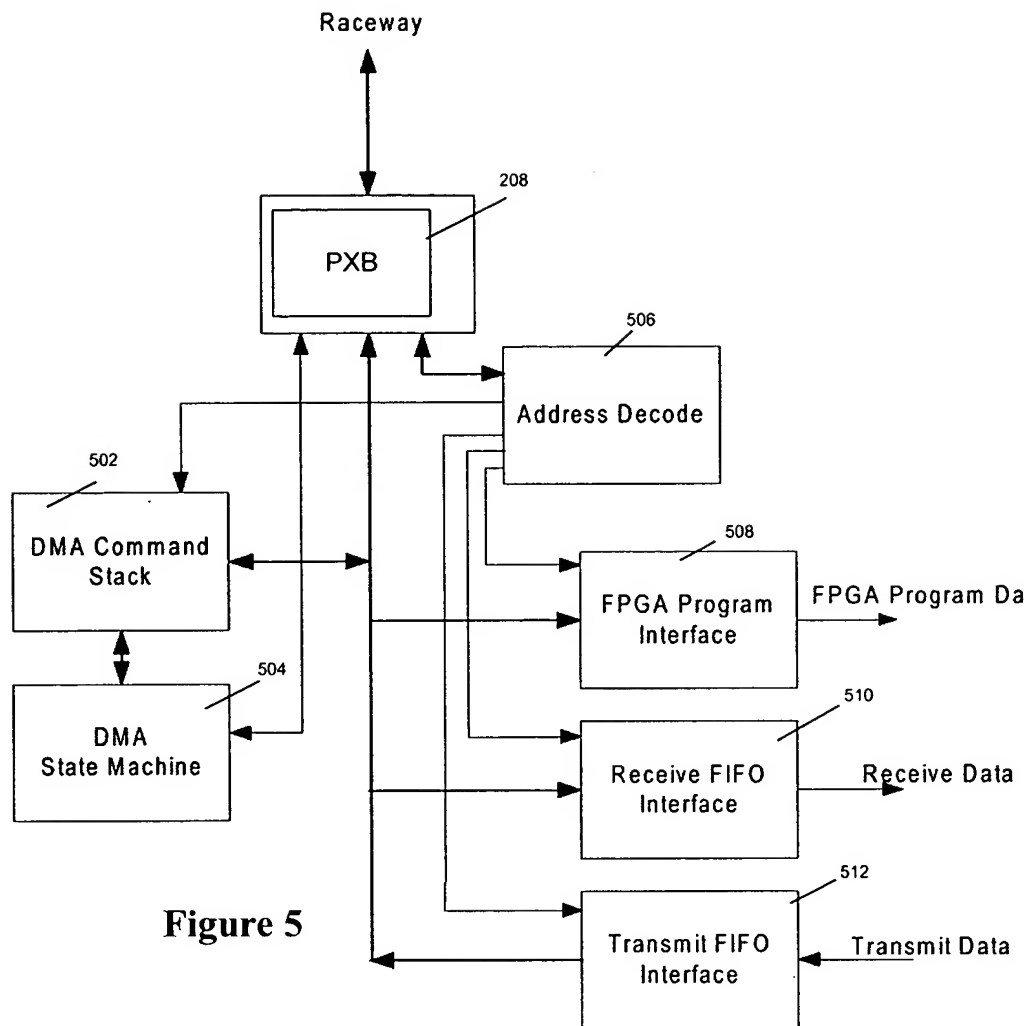 Raceway
208
PXB
506
Address Decode
502
DMA Command
Stack
508
FPGA Program
Interface
FPGA Program Da
504
DMA
State Machine
510
Receive FIFO
Interface
Receive Data
512
Transmit FIFO
Interface
Transmit Data
Figure 5